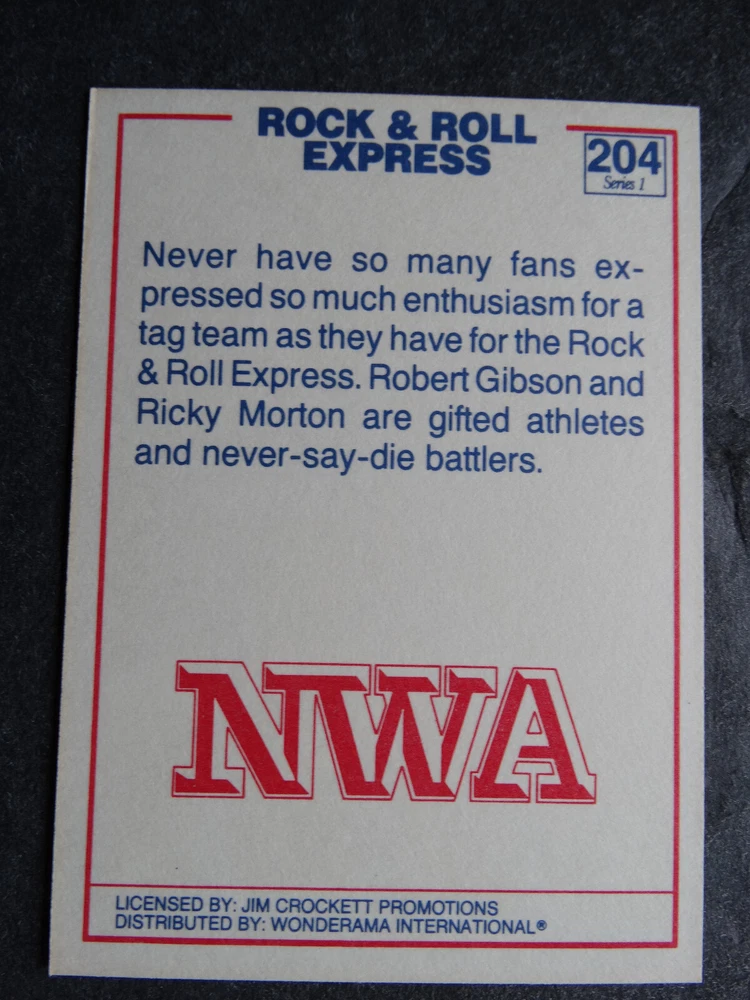 ROCK & ROLL
EXPRESS
204
Series 1
Never have so many fans ex-
pressed so much enthusiasm for a
tag team as they have for the Rock
& Roll Express. Robert Gibson and
Ricky Morton are gifted athletes
and never-say-die battlers.
NWA
LICENSED BY: JIM CROCKETT PROMOTIONS
DISTRIBUTED BY: WONDERAMA INTERNATIONAL®